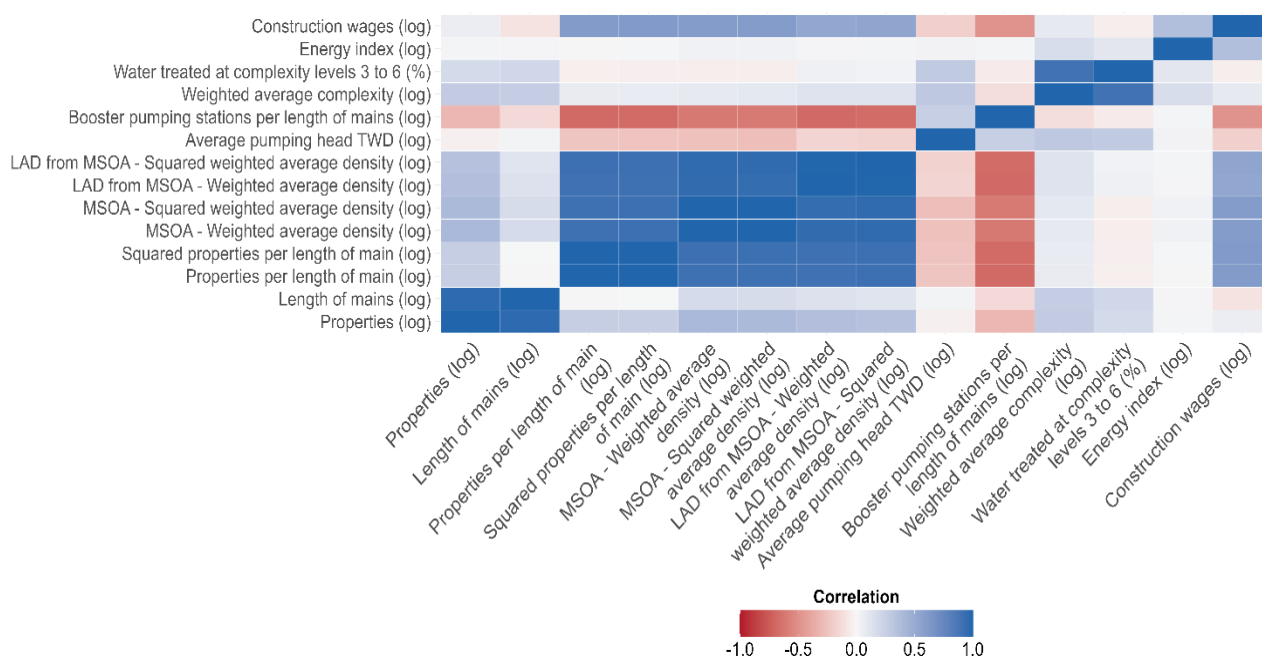 Construction wages (log)
Energy index (log)
Water treated at complexity levels 3 to 6 (%)
Weighted average complexity (log)
Booster pumping stations per length of mains (log)
Average pumping head TWD (log)
LAD from MSOA - Squared weighted average density (log)
LAD from MSOA - Weighted average density (log)
MSOA - Squared weighted average density (log)
MSOA - Weighted average density (log)
Squared properties per length of main (log)
Properties per length of main (log)
Length of mains (log)
Properties (log)
Properties (log)
Length of mains (log)
Properties per length of main
(log)
Squared properties per length
of main (log)
MSOA - Weighted average
density (log)
MSOA - Squared weighted
average density (log)
LAD from MSOA - Weighted
average density (log)
LAD from MSOA - Squared
weighted average density (log)
Average pumping head TWD (log)
Booster pumping stations per
length of mains (log)
Weighted average complexity
(log)
Water treated at complexity
levels 3 to 6 (%)
Energy index (log)
Construction wages (log)
Correlation
-1.0 -0.5 0.0 0.5 1.0